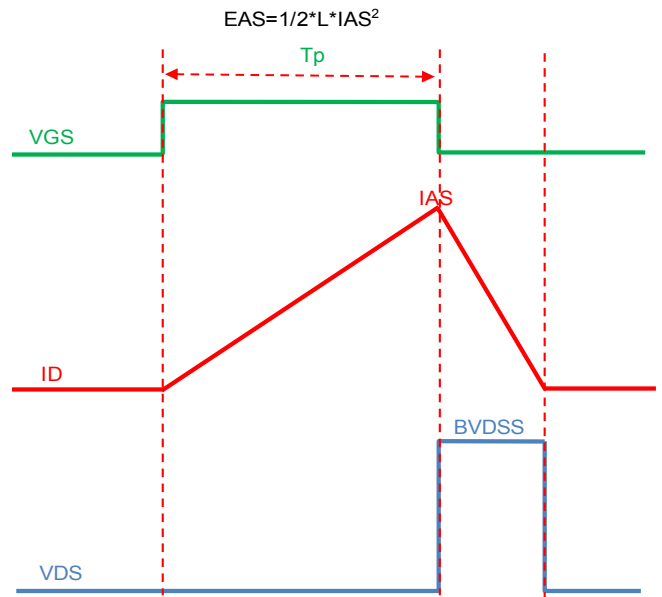 EAS=1/2*L*IAS²
Tp
VGS
IAS
ID
BVDSS
VDS